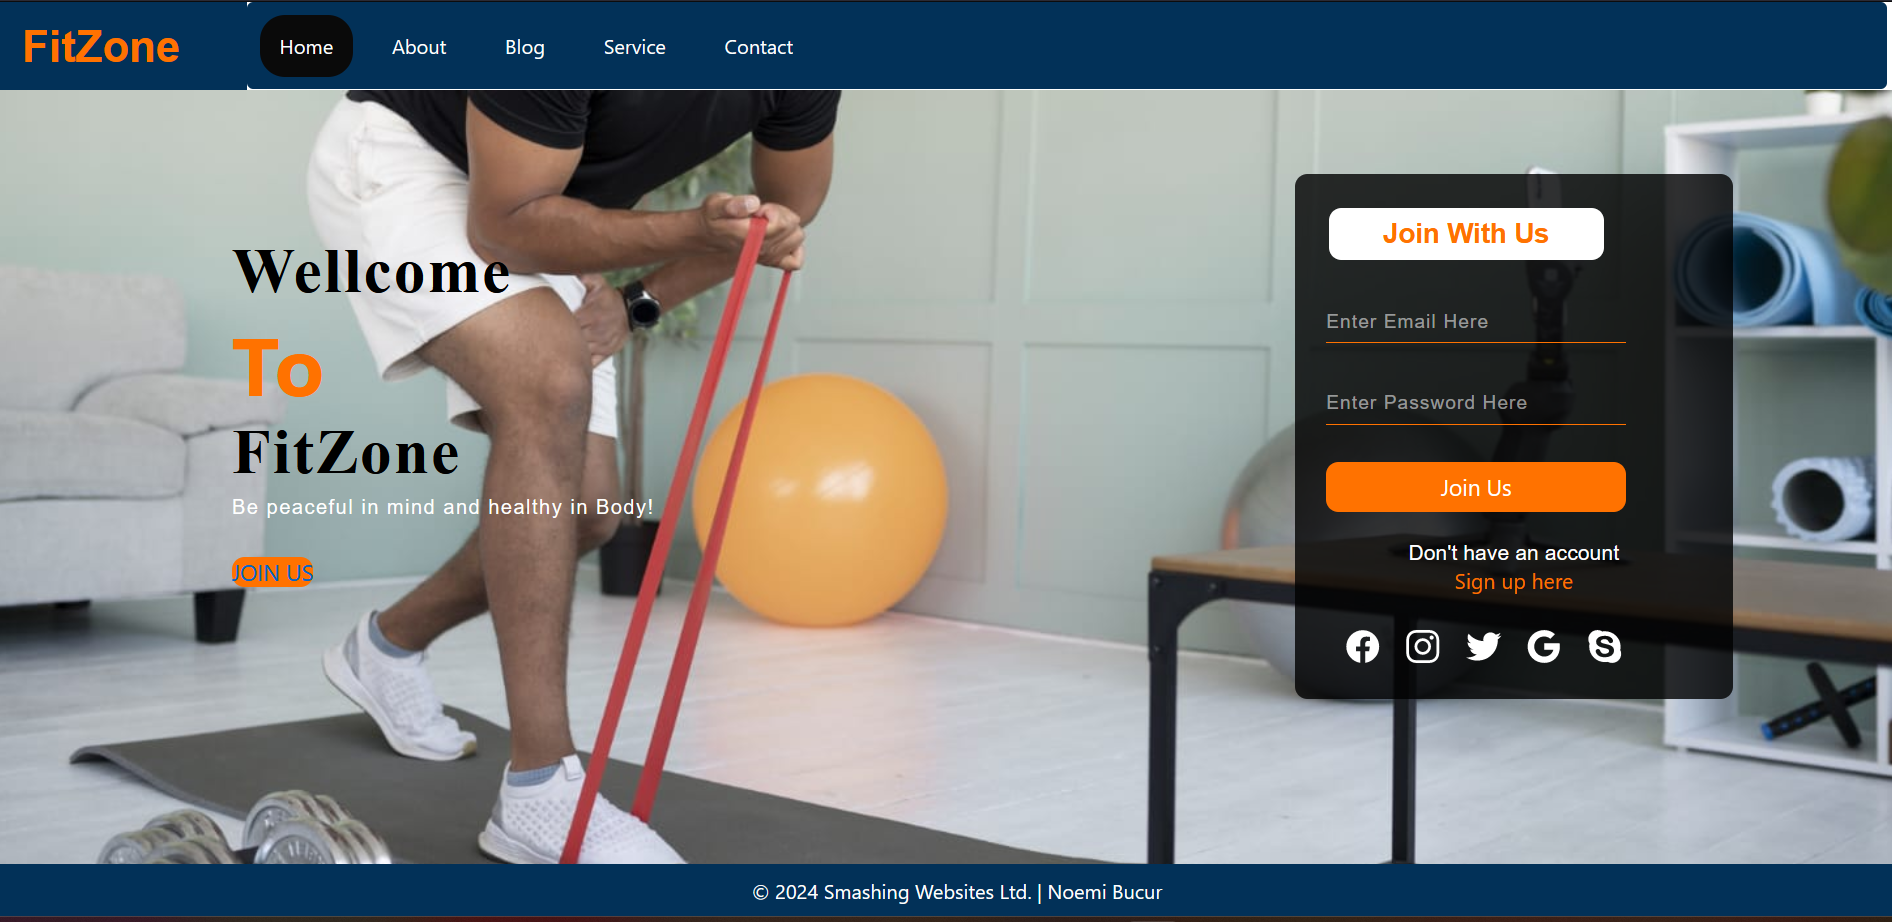 FitZone
Home About Blog Service Contact
Wellcome
To
FitZone
Be peaceful in mind and healthy in Body!
JOIN US
Join With Us
Enter Email Here
Enter Password Here
Join Us
Don't have an account
Sign up here
© 2024 Smashing Websites Ltd. | Noemi Bucur